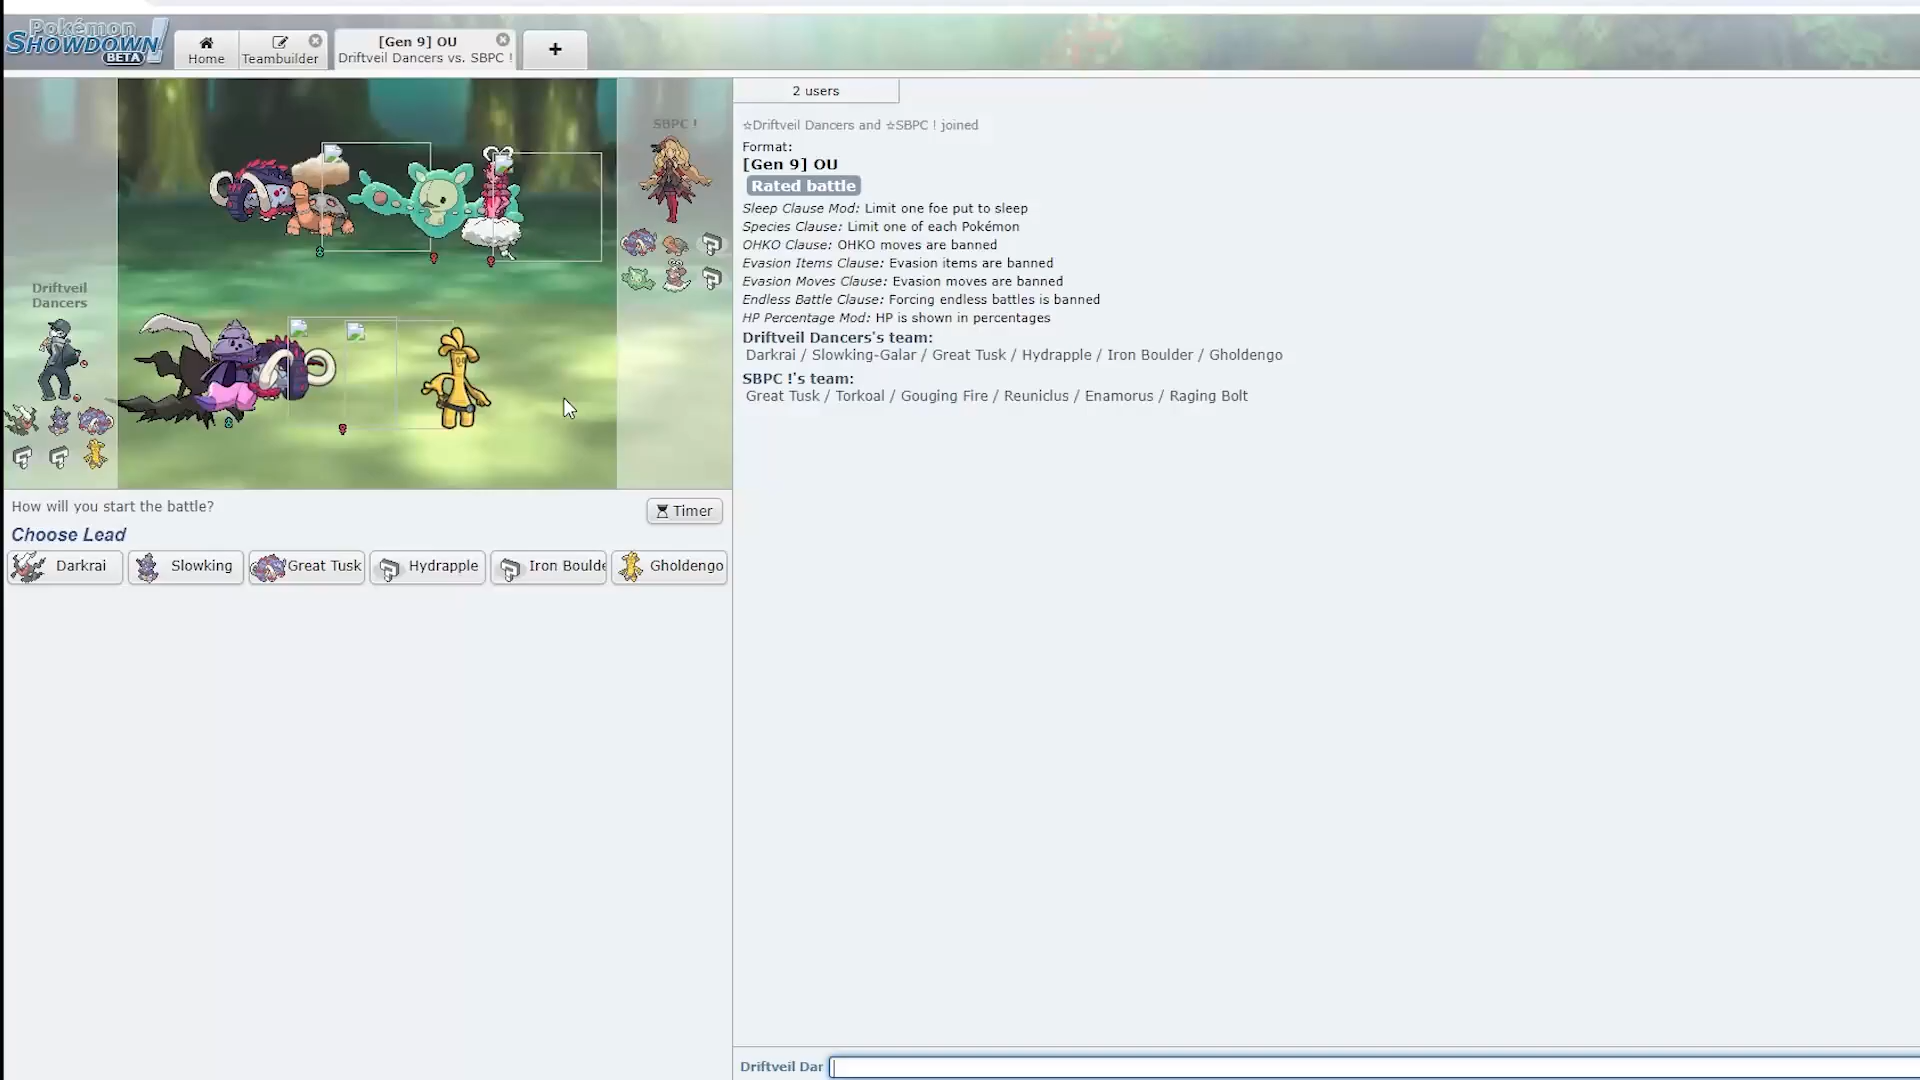 Pokémon
SHOWDOWN!
BETA
Home
Teambuilder
[Gen 9] OU
Driftveil Dancers vs. SBPC !
+
2 users
☆Driftveil Dancers and ☆SBPC ! joined
Format:
[Gen 9] OU
Rated battle
Sleep Clause Mod: Limit one foe put to sleep
Species Clause: Limit one of each Pokémon
OHKO Clause: OHKO moves are banned
Evasion Items Clause: Evasion items are banned
Evasion Moves Clause: Evasion moves are banned
Endless Battle Clause: Forcing endless battles is banned
HP Percentage Mod: HP is shown in percentages
Driftveil Dancers's team:
Darkrai / Slowking-Galar / Great Tusk / Hydrapple / Iron Boulder / Gholdengo
SBPC !'s team:
Great Tusk / Torkoal / Gouging Fire / Reuniclus / Enamorus / Raging Bolt
SBPC !
Driftveil
Dancers
How will you start the battle?
Timer
Choose Lead
Darkrai
Slowking
Great Tusk
Hydrapple
Iron Boulde
Gholdengo
Driftveil Dar